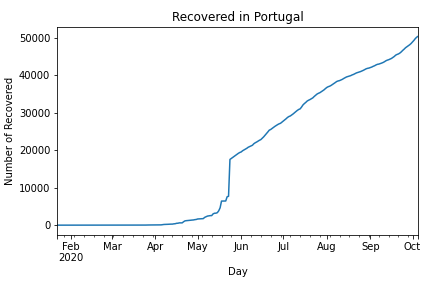 Recovered in Portugal
Number of Recovered
50000
40000
30000
20000
10000
0
Feb Mar Apr May Jun Jul Aug Sep Oct
2020
Day